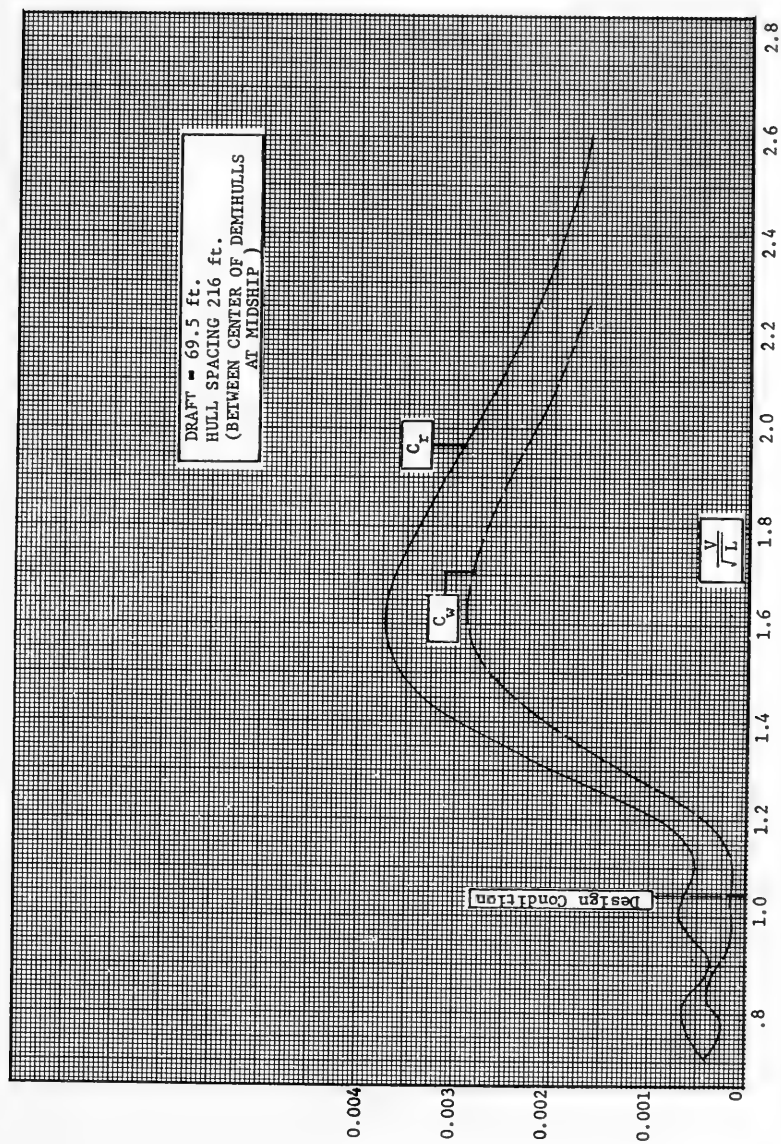 DRAFT = 69.5 ft.
HULL SPACING 216 ft.
(BETWEEN CENTER OF DEMIHULLS
AT MIDSHIP)
C_r
C_w
V
√L
Design Condition
0.004
0.003
0.002
0.001
0
.8
1.0
1.2
1.4
1.6
1.8
2.0
2.2
2.4
2.6
2.8